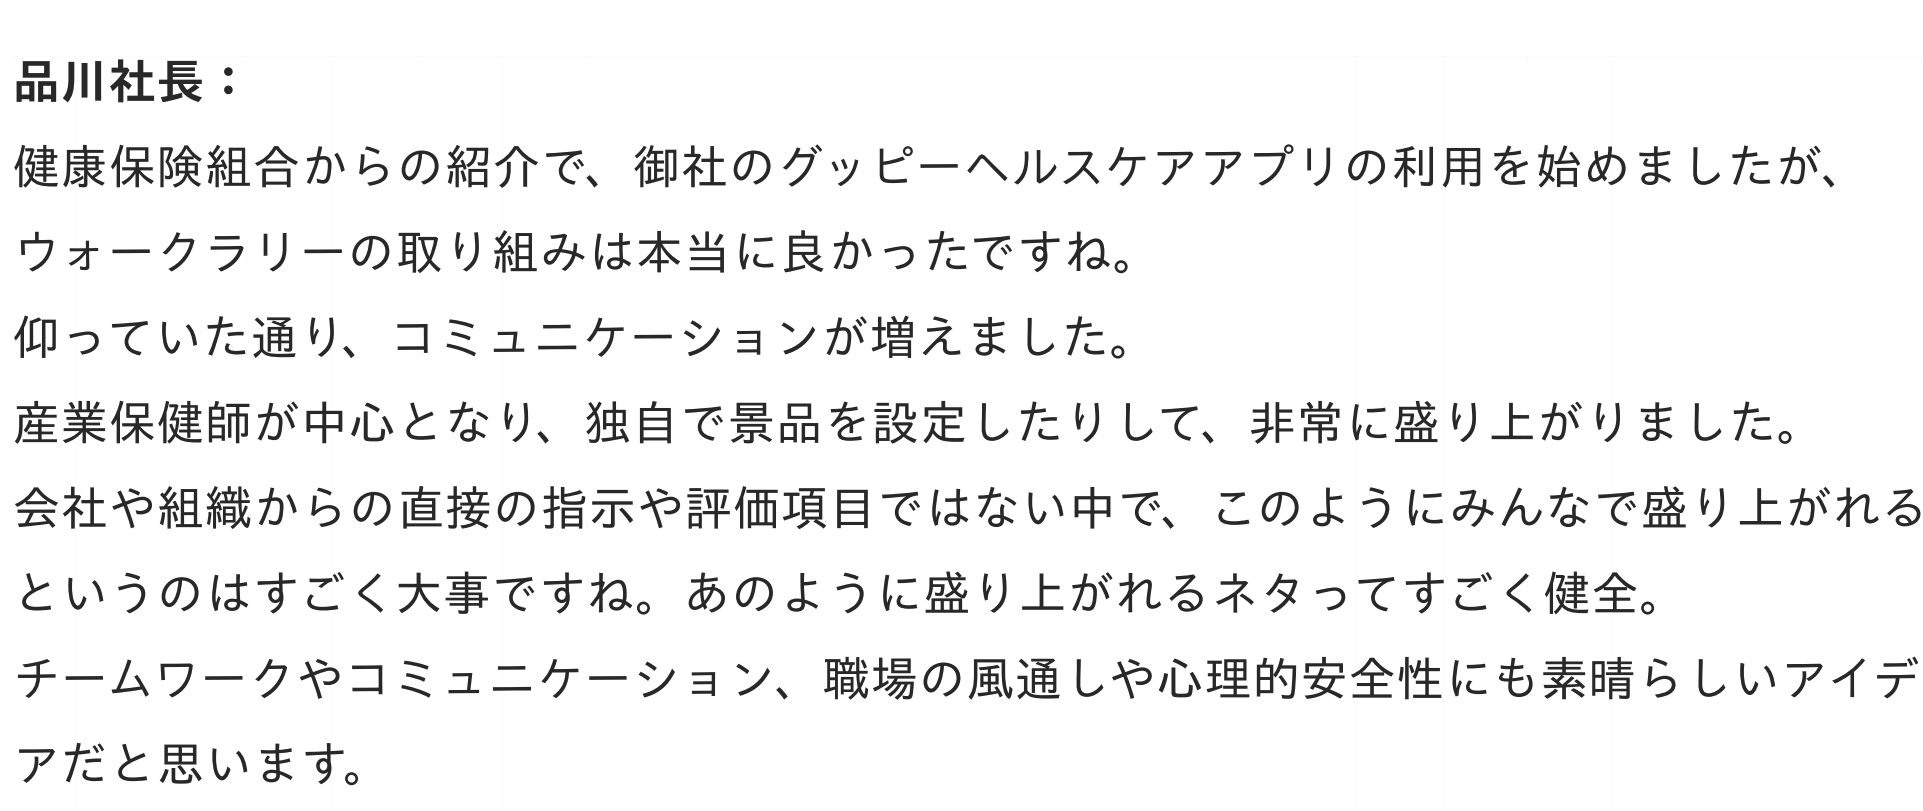 品川社長：
健康保険組合からの紹介で、御社のグッピーヘルスケアアプリの利用を始めましたが、
ウォークラリーの取り組みは本当に良かったですね。
仰っていた通り、コミュニケーションが増えました。
産業保健師が中心となり、独自で景品を設定したりして、非常に盛り上がりました。
会社や組織からの直接の指示や評価項目ではない中で、このようにみんなで盛り上がれる
というのはすごく大事ですね。あのように盛り上がれるネタってすごく健全。
チームワークやコミュニケーション、職場の風通しや心理的安全性にも素晴らしいアイデ
アだと思います。